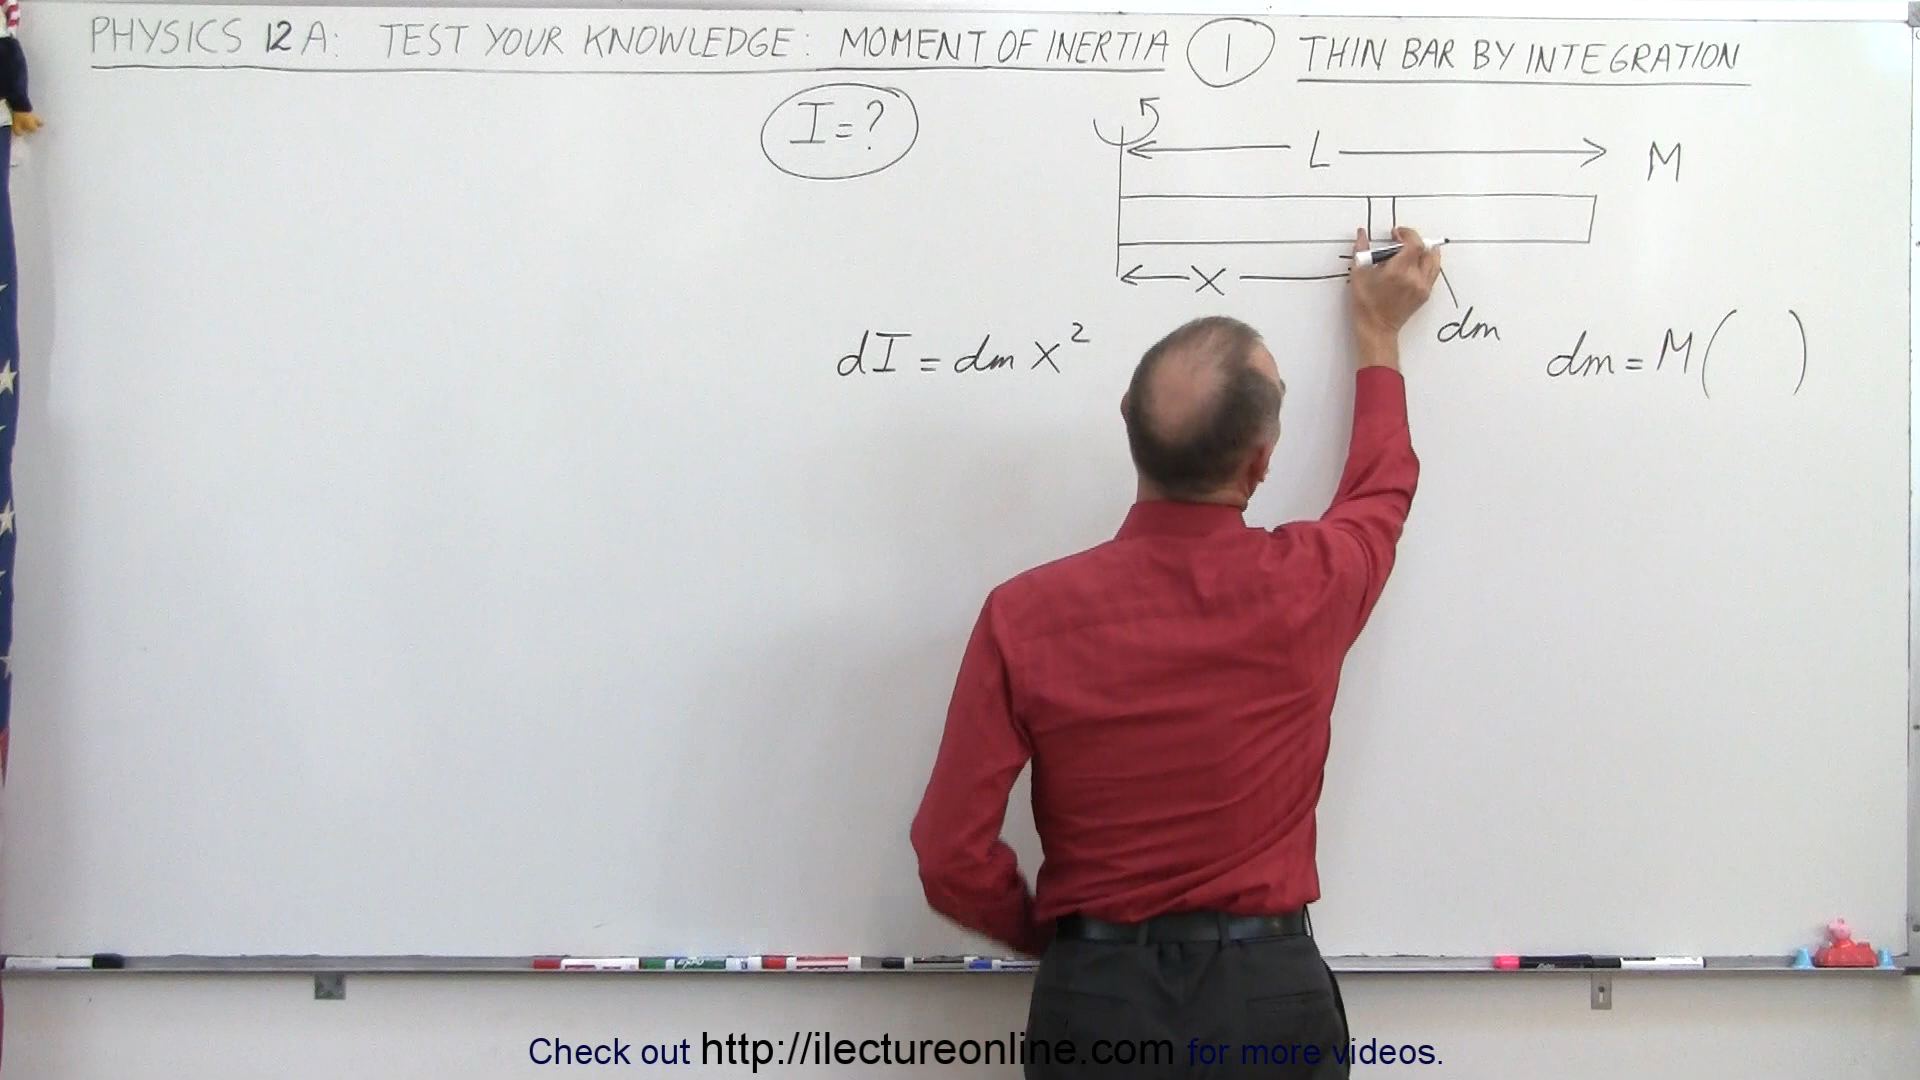 PHYSICS 12A: TEST YOUR KNOWLEDGE: MOMENT OF INERTIA 1 THIN BAR BY INTEGRATION
I = ?
L
M
X
dm
dI = dm x²
dm = M ( )
Check out http://ilectureonline.com for more videos.